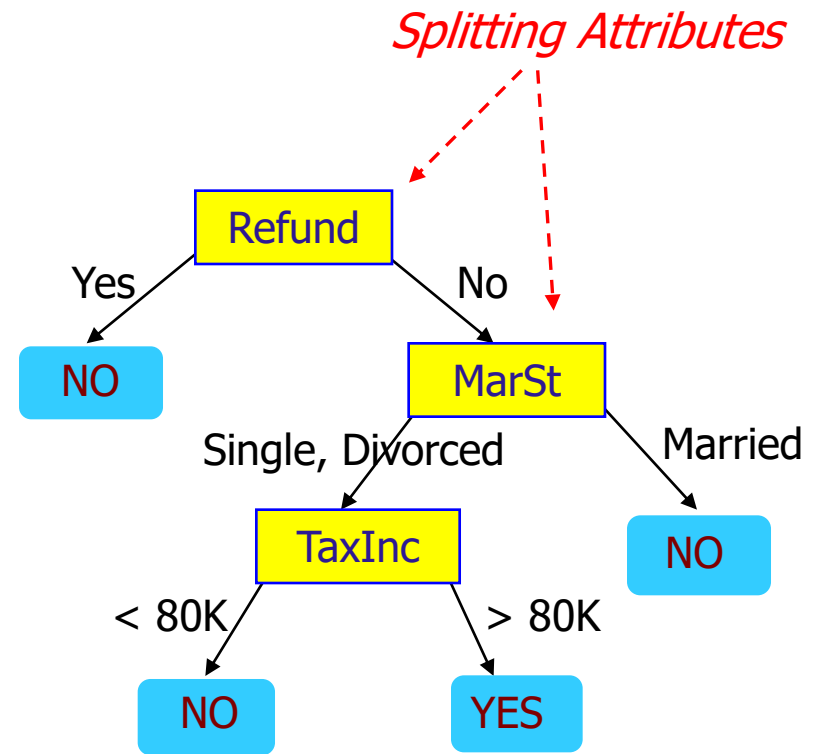 Splitting Attributes
Refund
Yes
No
NO
MarSt
Single, Divorced
Married
TaxInc
NO
< 80K
> 80K
NO
YES